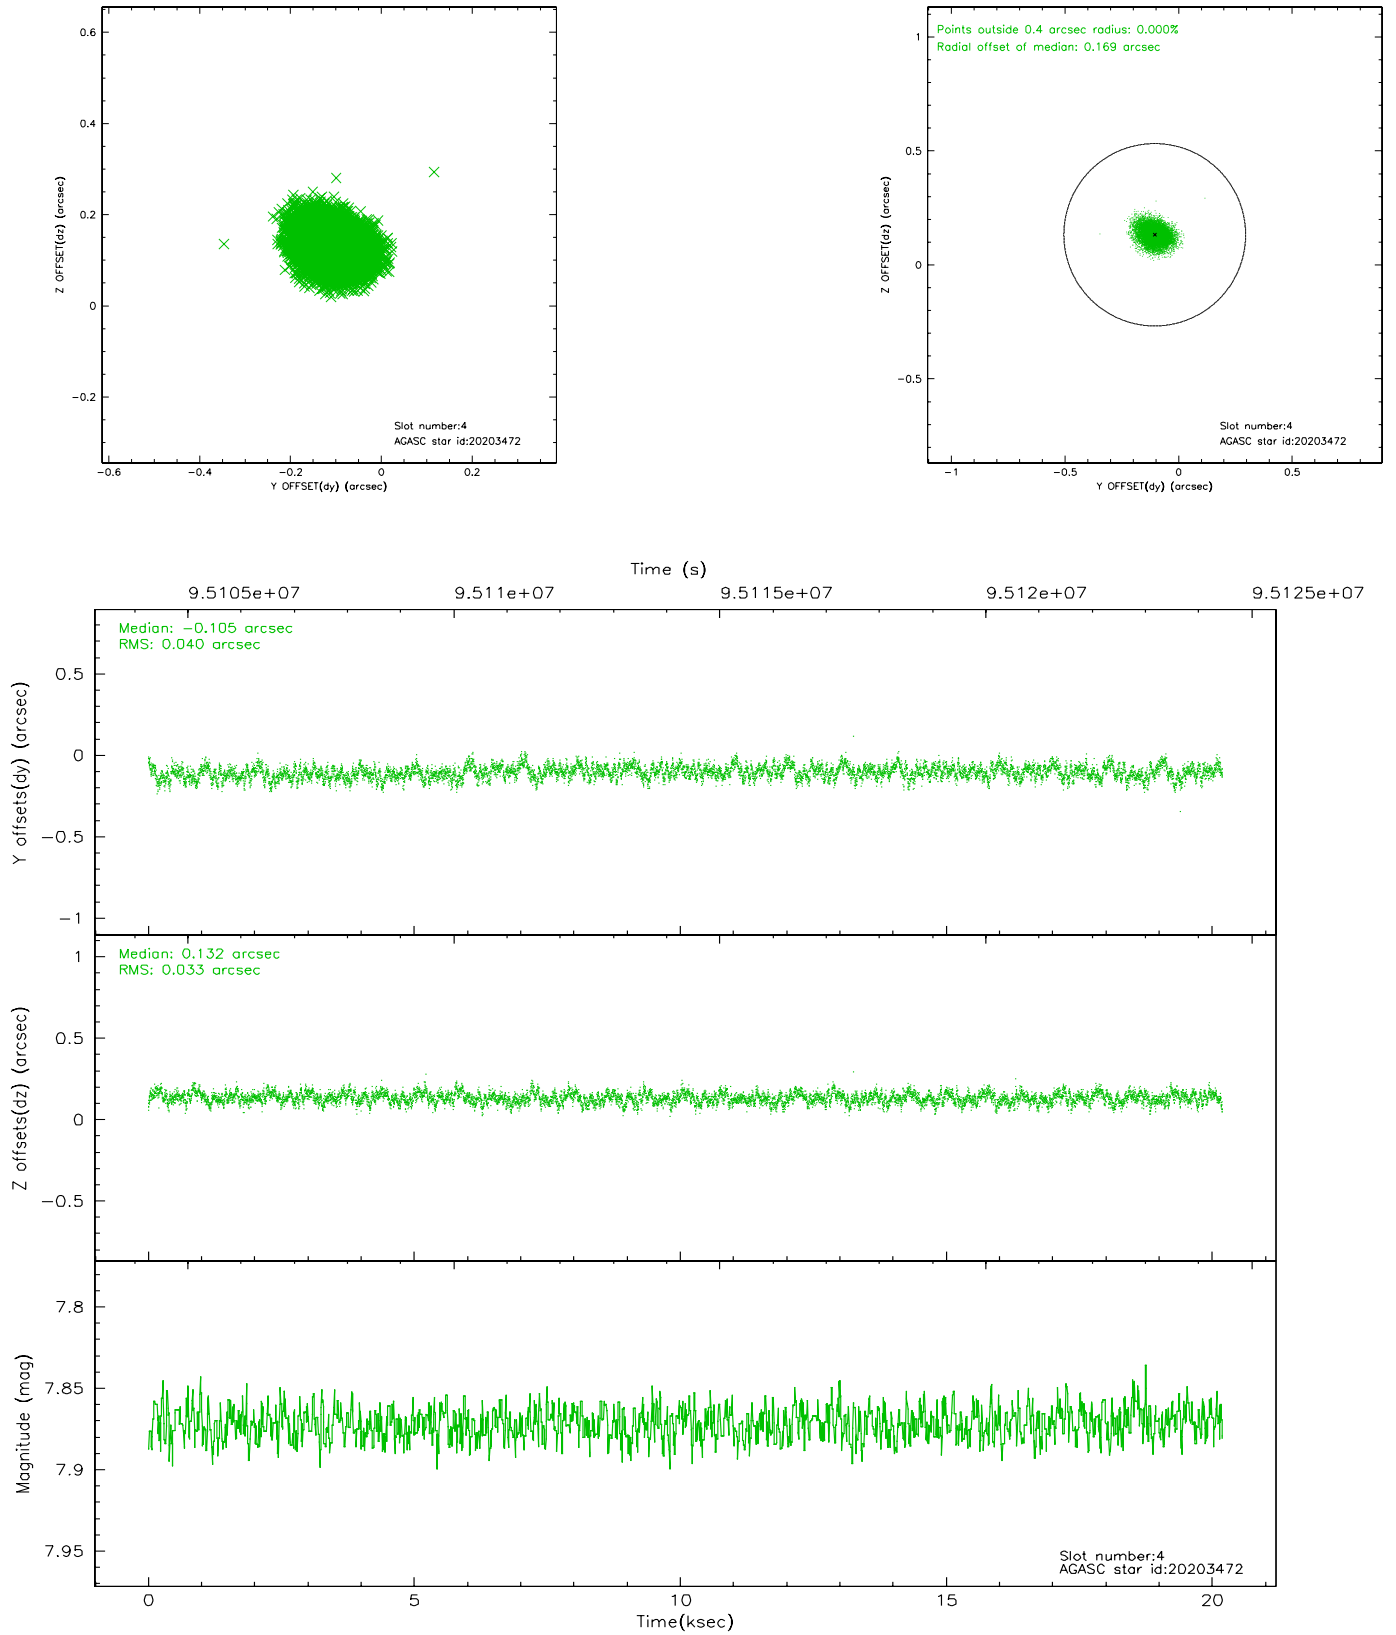 0.6
0.4
0.2
0
−0.2
Z OFFSET(dz) (arcsec)
−0.6
−0.4
−0.2
0
0.2
Y OFFSET(dy) (arcsec)
Slot number:4
AGASC star id:20203472
Points outside 0.4 arcsec radius: 0.000%
Radial offset of median: 0.169 arcsec
1
0.5
0
−0.5
Z OFFSET(dz) (arcsec)
−1
−0.5
0
0.5
Y OFFSET(dy) (arcsec)
Slot number:4
AGASC star id:20203472
Time (s)
9.5105e+07
9.511e+07
9.5115e+07
9.512e+07
9.5125e+07
Median: −0.105 arcsec
RMS: 0.040 arcsec
0.5
0
−0.5
−1
Y offsets(dy) (arcsec)
Median: 0.132 arcsec
RMS: 0.033 arcsec
1
0.5
0
−0.5
Z offsets(dz) (arcsec)
7.8
7.85
7.9
7.95
Magnitude (mag)
Slot number:4
AGASC star id:20203472
0
5
10
15
20
Time(ksec)